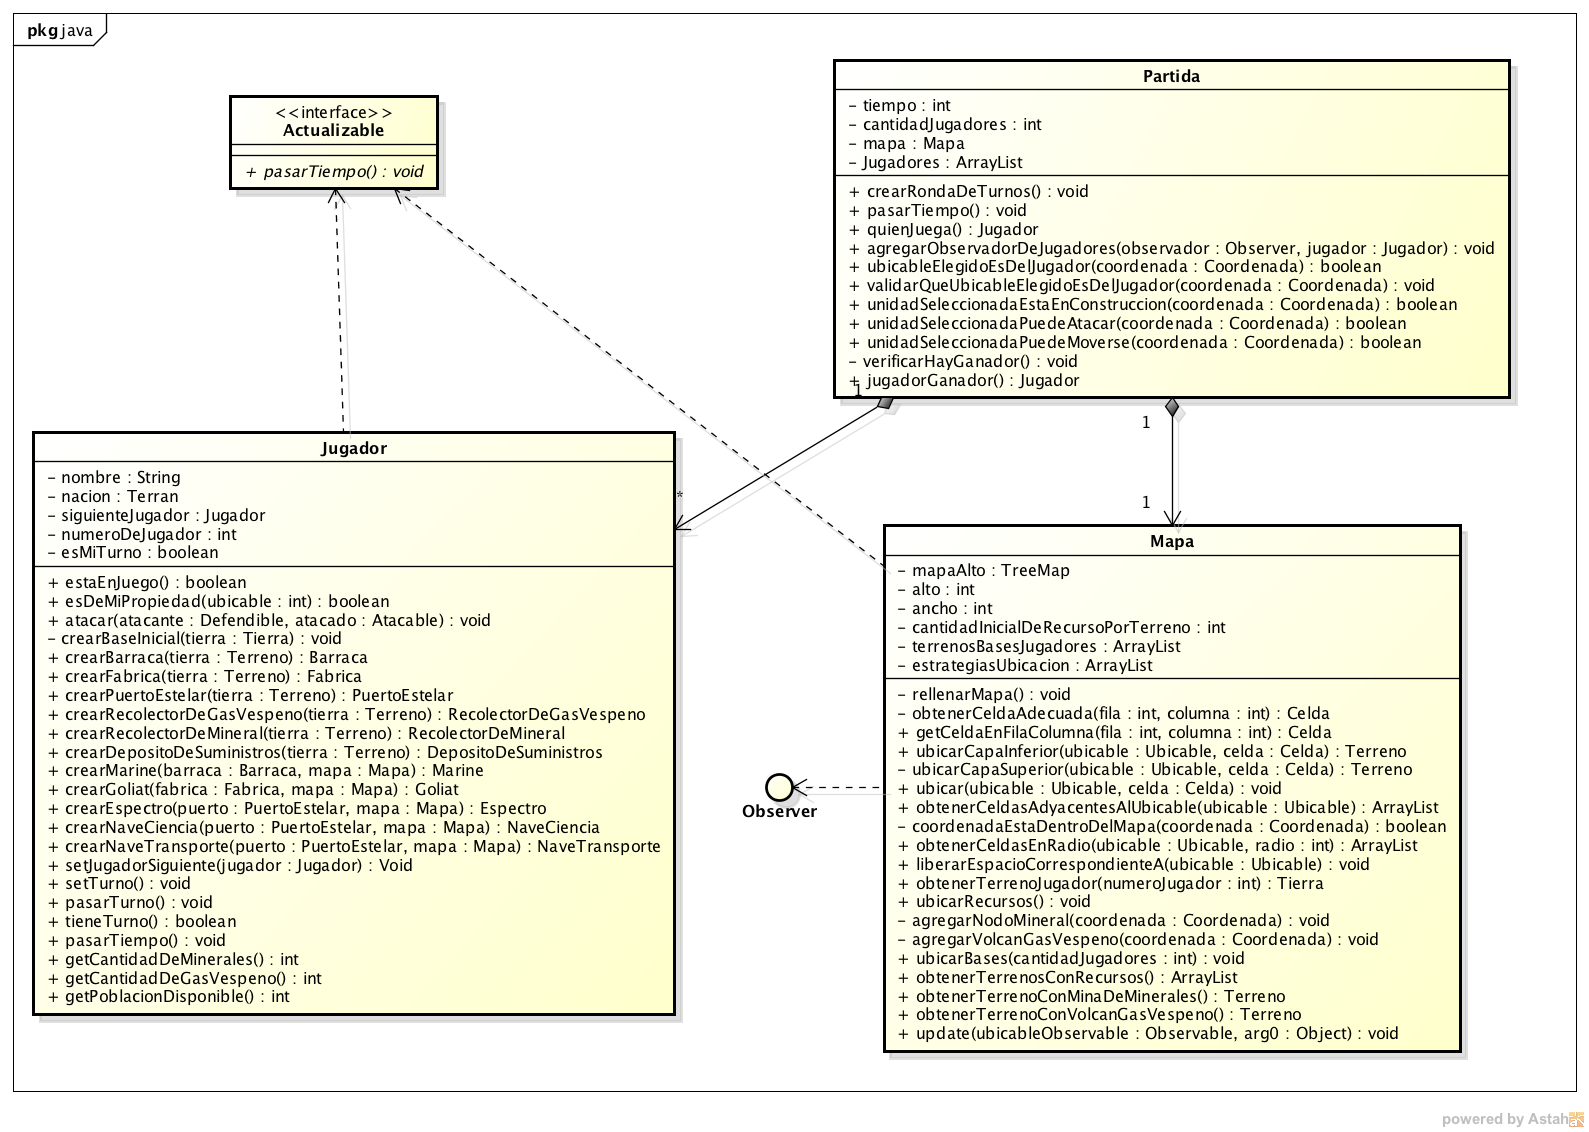 pkg java
<<interface>>
Actualizable
+ pasarTiempo() : void
Partida
- tiempo : int
- cantidadJugadores : int
- mapa : Mapa
- Jugadores : ArrayList
+ crearRondaDeTurnos() : void
+ pasarTiempo() : void
+ quienJuega() : Jugador
+ agregarObservadorDeJugadores(observador : Observer, jugador : Jugador) : void
+ ubicableElegidoEsDelJugador(coordenada : Coordenada) : boolean
+ validarQueUbicableElegidoEsDelJugador(coordenada : Coordenada) : void
+ unidadSeleccionadaEstaEnConstruccion(coordenada : Coordenada) : boolean
+ unidadSeleccionadaPuedeAtacar(coordenada : Coordenada) : boolean
+ unidadSeleccionadaPuedeMoverse(coordenada : Coordenada) : boolean
- verificarHayGanador() : void
+ jugadorGanador() : Jugador
1
*
1
1
Jugador
- nombre : String
- nacion : Terran
- siguienteJugador : Jugador
- numeroDeJugador : int
- esMiTurno : boolean
+ estaEnJuego() : boolean
+ esDeMiPropiedad(ubicable : int) : boolean
+ atacar(atacante : Defendible, atacado : Atacable) : void
- crearBaseInicial(tierra : Tierra) : void
+ crearBarraca(tierra : Terreno) : Barraca
+ crearFabrica(tierra : Terreno) : Fabrica
+ crearPuertoEstelar(tierra : Terreno) : PuertoEstelar
+ crearRecolectorDeGasVespeno(tierra : Terreno) : RecolectorDeGasVespeno
+ crearRecolectorDeMineral(tierra : Terreno) : RecolectorDeMineral
+ crearDepositoDeSuministros(tierra : Terreno) : DepositoDeSuministros
+ crearMarine(barraca : Barraca, mapa : Mapa) : Marine
+ crearGoliat(fabrica : Fabrica, mapa : Mapa) : Goliat
+ crearEspectro(puerto : PuertoEstelar, mapa : Mapa) : Espectro
+ crearNaveCiencia(puerto : PuertoEstelar, mapa : Mapa) : NaveCiencia
+ crearNaveTransporte(puerto : PuertoEstelar, mapa : Mapa) : NaveTransporte
+ setJugadorSiguiente(jugador : Jugador) : Void
+ setTurno() : void
+ pasarTurno() : void
+ tieneTurno() : boolean
+ pasarTiempo() : void
+ getCantidadDeMinerales() : int
+ getCantidadDeGasVespeno() : int
+ getPoblacionDisponible() : int
Observer
Mapa
- mapaAlto : TreeMap
- alto : int
- ancho : int
- cantidadInicialDeRecursoPorTerreno : int
- terrenosBasesJugadores : ArrayList
- estrategiasUbicacion : ArrayList
- rellenarMapa() : void
- obtenerCeldaAdecuada(fila : int, columna : int) : Celda
+ getCeldaEnFilaColumna(fila : int, columna : int) : Celda
+ ubicarCapaInferior(ubicable : Ubicable, celda : Celda) : Terreno
- ubicarCapaSuperior(ubicable : Ubicable, celda : Celda) : Terreno
+ ubicar(ubicable : Ubicable, celda : Celda) : void
+ obtenerCeldasAdyacentesAlUbicable(ubicable : Ubicable) : ArrayList
- coordenadaEstaDentroDelMapa(coordenada : Coordenada) : boolean
+ obtenerCeldasEnRadio(ubicable : Ubicable, radio : int) : ArrayList
+ liberarEspacioCorrespondienteA(ubicable : Ubicable) : void
+ obtenerTerrenoJugador(numeroJugador : int) : Tierra
+ ubicarRecursos() : void
- agregarNodoMineral(coordenada : Coordenada) : void
- agregarVolcanGasVespeno(coordenada : Coordenada) : void
+ ubicarBases(cantidadJugadores : int) : void
+ obtenerTerrenosConRecursos() : ArrayList
+ obtenerTerrenoConMinaDeMinerales() : Terreno
+ obtenerTerrenoConVolcanGasVespeno() : Terreno
+ update(ubicableObservable : Observable, arg0 : Object) : void
powered by Astah